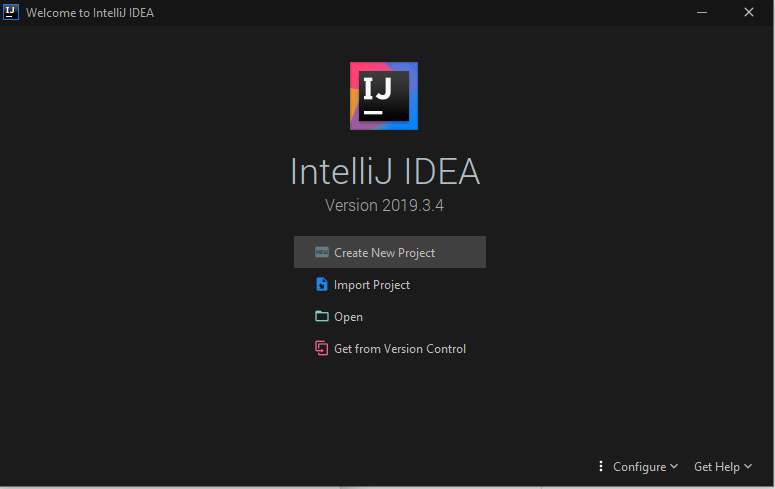 IJ Welcome to IntelliJ IDEA
IJ
IntelliJ IDEA
Version 2019.3.4
Create New Project
Import Project
Open
Get from Version Control
Configure Get Help